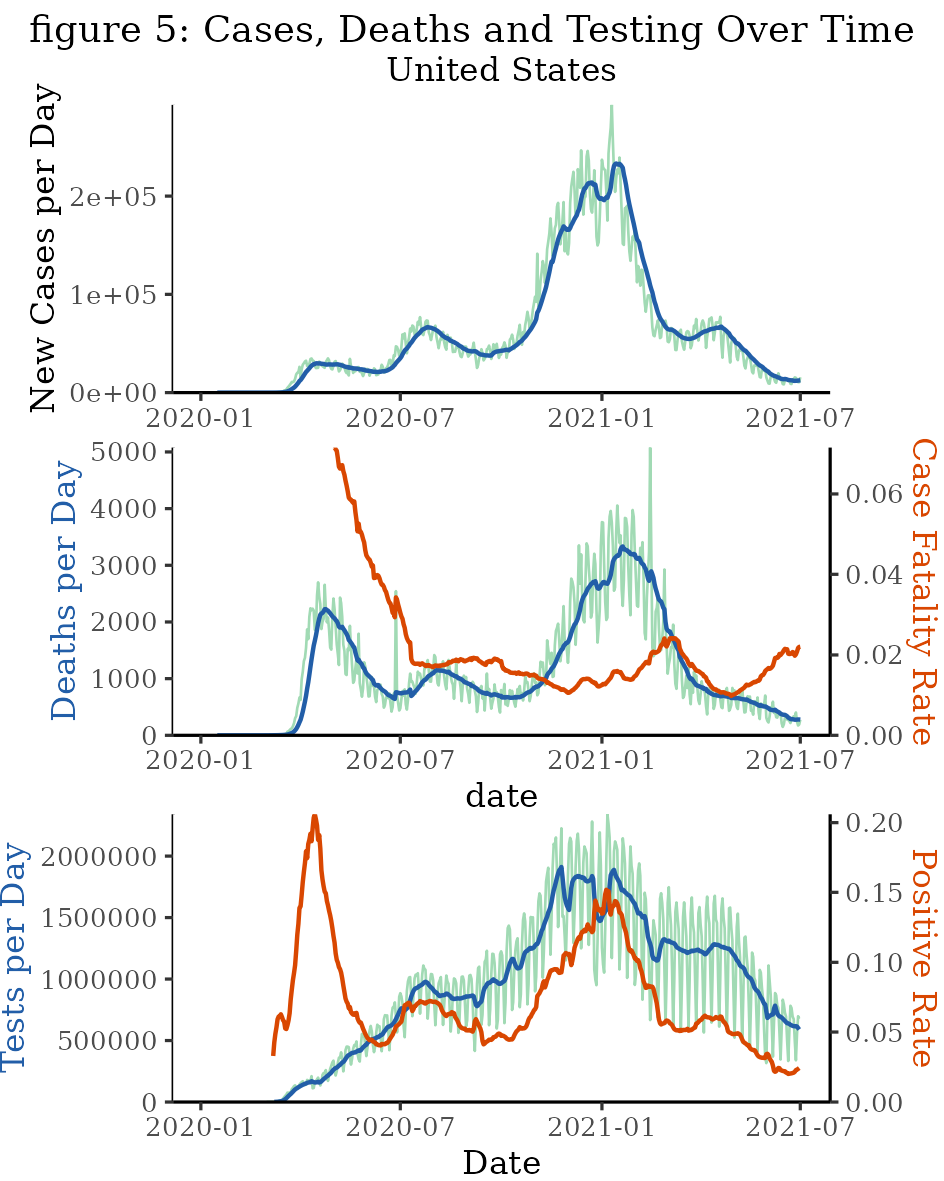 figure 5: Cases, Deaths and Testing Over Time
United States
New Cases per Day
2e+05
1e+05
0e+00
2020-01 2020-07 2021-01 2021-07
Deaths per Day
5000
4000
3000
2000
1000
0
Case Fatality Rate
0.06
0.04
0.02
0.00
2020-01 2020-07 2021-01 2021-07
date
Tests per Day
2000000
1500000
1000000
500000
0
Positive Rate
0.20
0.15
0.10
0.05
0.00
2020-01 2020-07 2021-01 2021-07
Date